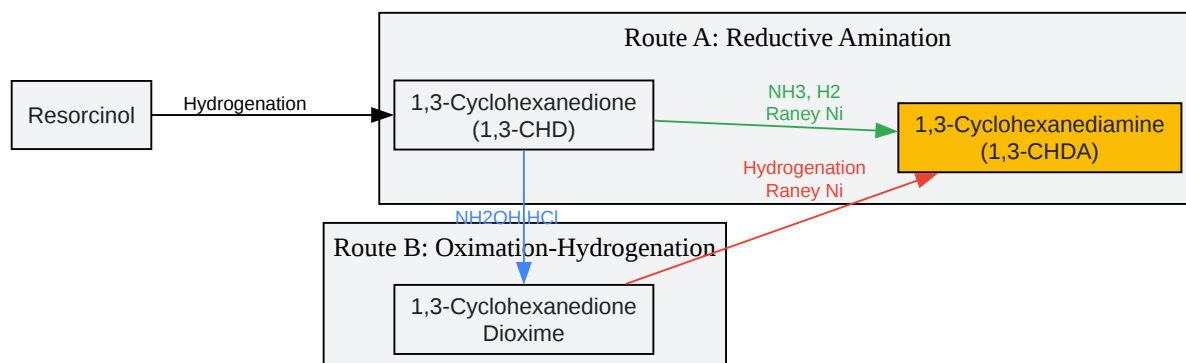 Route A: Reductive Amination
Resorcinol
Hydrogenation
1,3-Cyclohexanedione
(1,3-CHD)
NH3, H2
Raney Ni
1,3-Cyclohexanediamine
(1,3-CHDA)
Hydrogenation
Raney Ni
NH2OH·HCl
Route B: Oximation-Hydrogenation
1,3-Cyclohexanedione
Dioxime